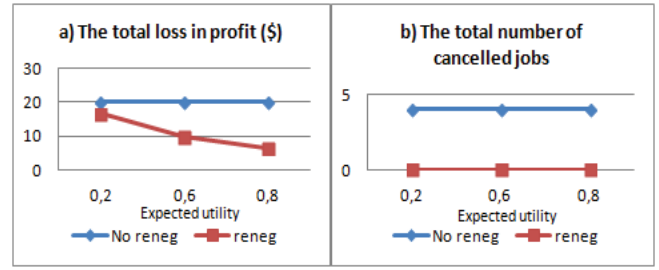 a) The total loss in profit ($)
30
20
10
0
0,2 0,6 0,8
Expected utility
No reneg reneg
b) The total number of
cancelled jobs
5
0
0,2 0,6 0,8
Expected utility
No reneg reneg